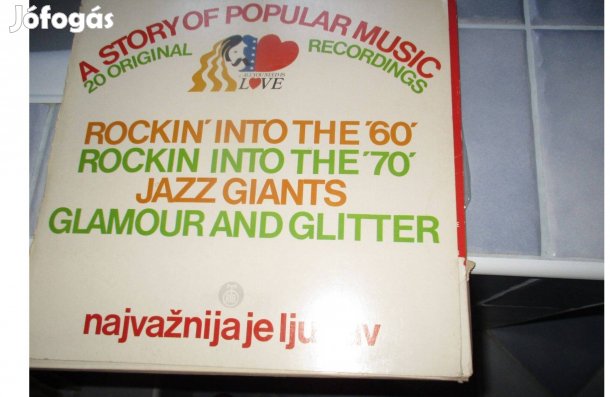 Jófogás
A STORY OF POPULAR MUSIC
20 ORIGINAL RECORDINGS
LOVE
ROCKIN' INTO THE '60'
ROCKIN INTO THE '70'
JAZZ GIANTS
GLAMOUR AND GLITTER
najvažnija je